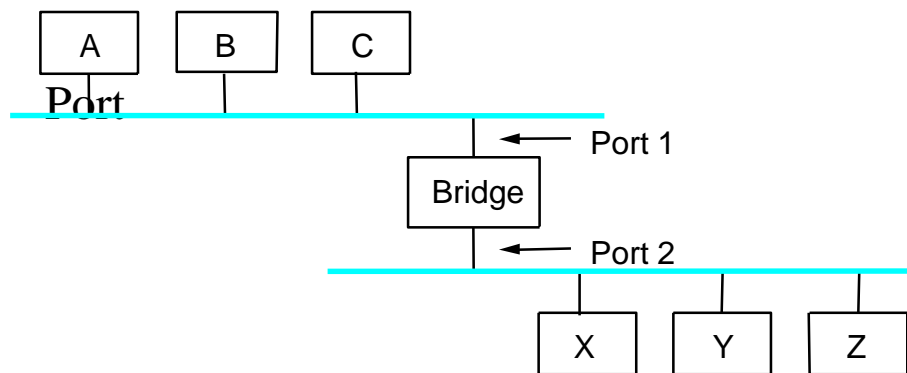 A B C
Port
Port 1
Bridge
Port 2
X Y Z